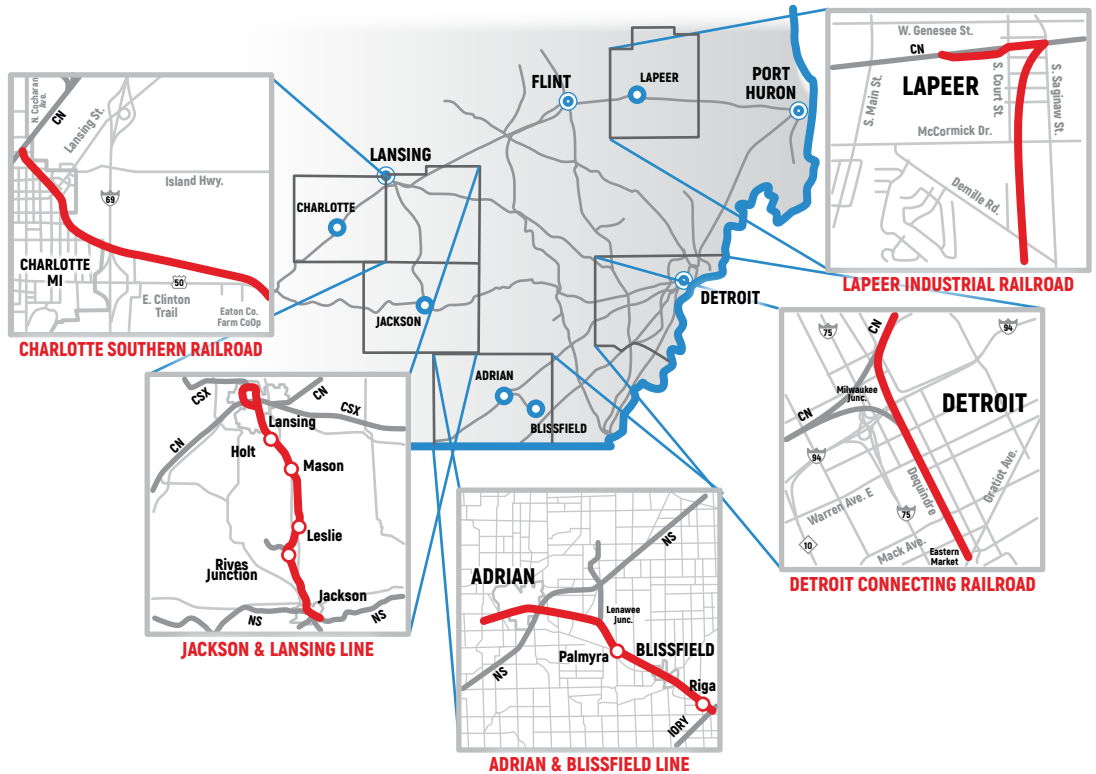 FLINT
LAPEER
PORT
HURON
LANSING
CHARLOTTE
JACKSON
DETROIT
ADRIAN
BLISSFIELD
N. Cochran
Ave.
CN
Lansing St.
69
Island Hwy.
CHARLOTTE
MI
50
E. Clinton
Trail
Eaton Co.
Farm CoOp
CHARLOTTE SOUTHERN RAILROAD
W. Genesee St.
CN
LAPEER
S. Main St.
S. Court St.
S. Saginaw St.
McCormick Dr.
Demille Rd.
LAPEER INDUSTRIAL RAILROAD
CSX
CN
CSX
CN
Lansing
Holt
Mason
Leslie
Rives
Junction
Jackson
NS
NS
JACKSON & LANSING LINE
NS
ADRIAN
Lenawee
Junc.
Palmyra
BLISSFIELD
NS
Riga
IORY
ADRIAN & BLISSFIELD LINE
75
CN
94
Milwaukee
Junc.
DETROIT
CN
94
Dequindre
Gratiot Ave.
Warren Ave. E
75
10
Mack Ave.
Eastern
Market
DETROIT CONNECTING RAILROAD